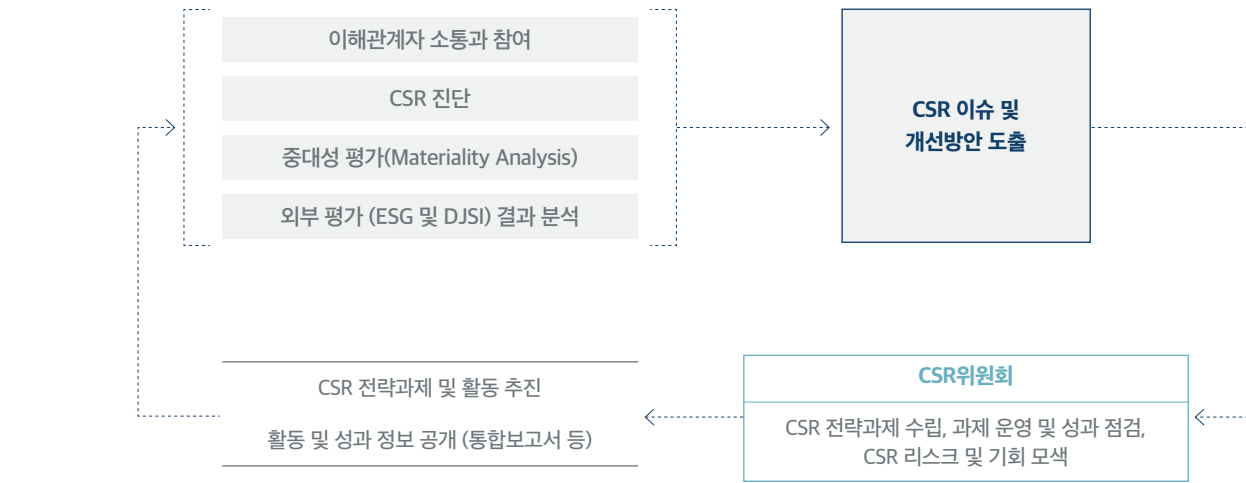 이해관계자 소통과 참여
CSR 진단
중대성 평가(Materiality Analysis)
외부 평가 (ESG 및 DJSI) 결과 분석
CSR 이슈 및
개선방안 도출
CSR 전략과제 및 활동 추진
활동 및 성과 정보 공개 (통합보고서 등)
CSR위원회
CSR 전략과제 수립, 과제 운영 및 성과 점검,
CSR 리스크 및 기회 모색